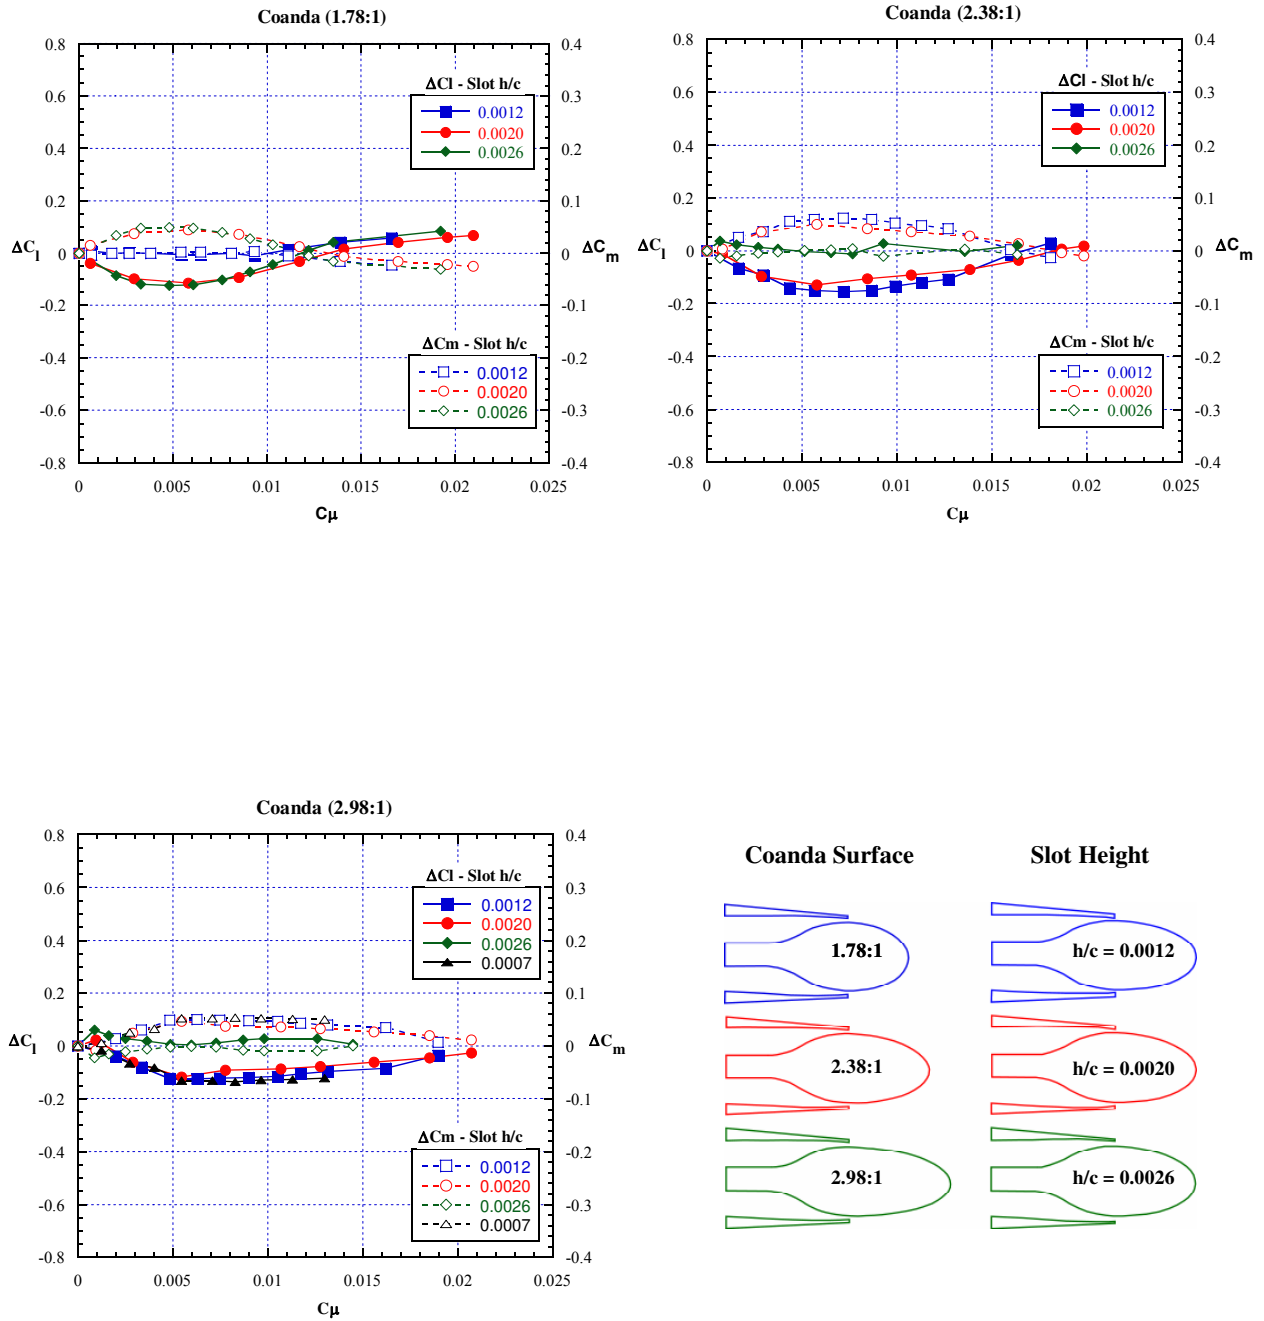 Coanda (1.78:1)
0.8
0.6
0.4
0.2
0
-0.2
-0.4
-0.6
-0.8
ΔCl
0.4
0.3
0.2
0.1
0
-0.1
-0.2
-0.3
-0.4
ΔCm
ΔCl - Slot h/c
0.0012
0.0020
0.0026
ΔCm - Slot h/c
0.0012
0.0020
0.0026
0 0.005 0.01 0.015 0.02 0.025
Cμ
Coanda (2.38:1)
0.8
0.6
0.4
0.2
0
-0.2
-0.4
-0.6
-0.8
ΔCl
0.4
0.3
0.2
0.1
0
-0.1
-0.2
-0.3
-0.4
ΔCm
ΔCl - Slot h/c
0.0012
0.0020
0.0026
ΔCm - Slot h/c
0.0012
0.0020
0.0026
0 0.005 0.01 0.015 0.02 0.025
Cμ
Coanda (2.98:1)
0.8
0.6
0.4
0.2
0
-0.2
-0.4
-0.6
-0.8
ΔCl
0.4
0.3
0.2
0.1
0
-0.1
-0.2
-0.3
-0.4
ΔCm
ΔCl - Slot h/c
0.0012
0.0020
0.0026
0.0007
ΔCm - Slot h/c
0.0012
0.0020
0.0026
0.0007
0 0.005 0.01 0.015 0.02 0.025
Cμ
Coanda Surface
1.78:1
2.38:1
2.98:1
Slot Height
h/c = 0.0012
h/c = 0.0020
h/c = 0.0026